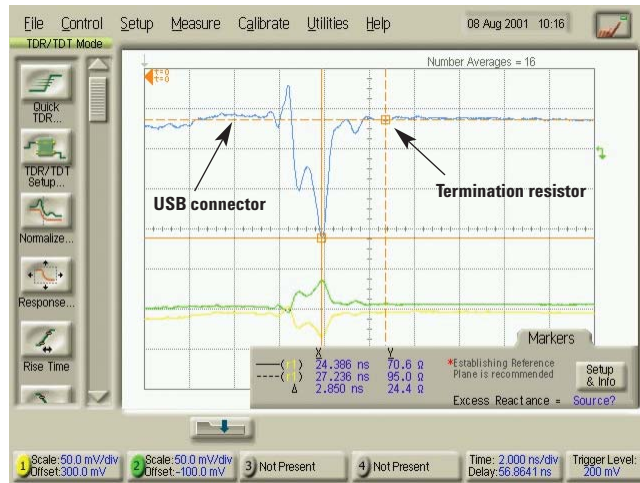 File Control Setup Measure Calibrate Utilities Help 08 Aug 2001 10:16
TDR/TDT Mode
Number Averages = 16
t=0
t=0
Quick
TDR...
TDR/TDT
Setup...
Normalize...
Response...
Rise Time
USB connector
Termination resistor
Markers
X Y
24.386 ns 70.6 Ω
27.236 ns 95.0 Ω
Δ 2.850 ns 24.4 Ω
*Establishing Reference
Plane is recommended
Excess Reactance = Source?
Setup
& Info
1 Scale:50.0 mV/div
Offset:300.0 mV
2 Scale:50.0 mV/div
Offset:-100.0 mV
3 Not Present
4 Not Present
Time: 2.000 ns/div
Delay:56.8641 ns
Trigger Level:
200 mV